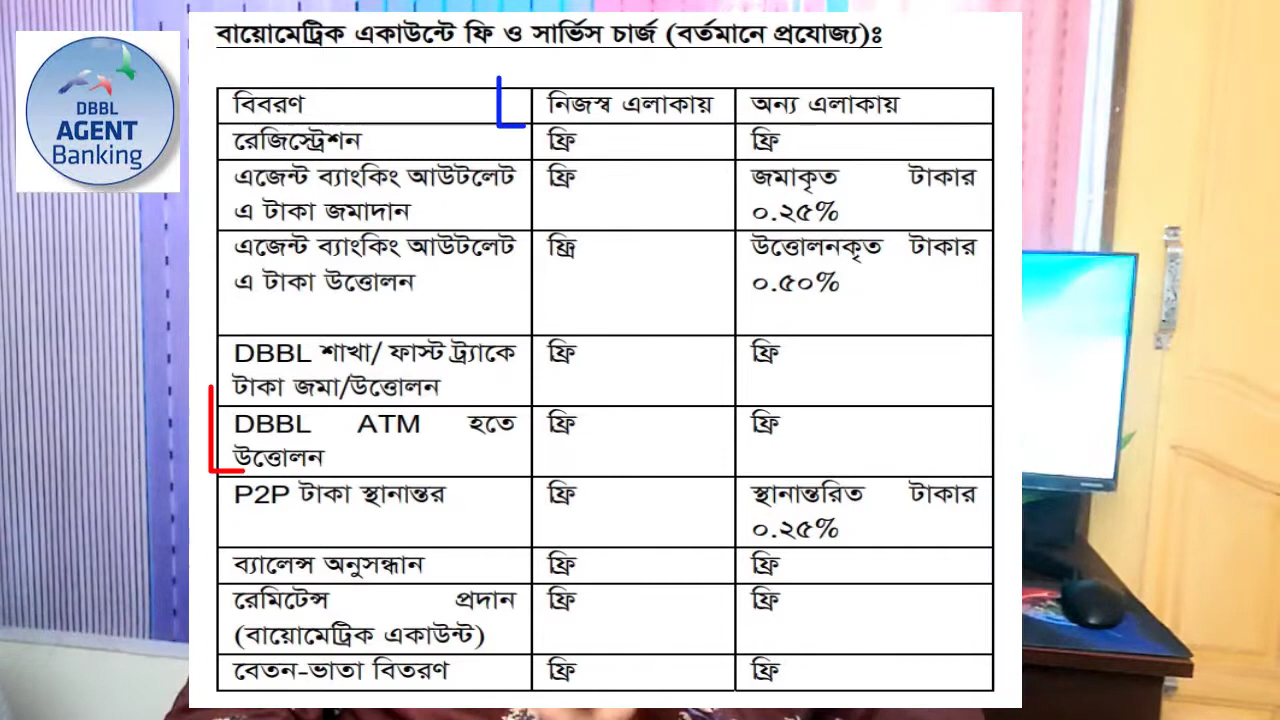 বায়োমেট্রিক একাউন্টে ফি ও সার্ভিস চার্জ (বর্তমানে প্রযোজ্য)ঃ
DBBL
AGENT
Banking
বিবরণ নিজস্ব এলাকায় অন্য এলাকায়
রেজিস্ট্রেশন ফ্রি ফ্রি
এজেন্ট ব্যাংকিং আউটলেট ফ্রি জমাকৃত টাকার
এ টাকা জমাদান ০.২৫%
এজেন্ট ব্যাংকিং আউটলেট ফ্রি উত্তোলনকৃত টাকার
এ টাকা উত্তোলন ০.৫০%
DBBL শাখা/ ফাস্ট ট্র্যাকে ফ্রি ফ্রি
টাকা জমা/উত্তোলন
DBBL ATM হতে ফ্রি ফ্রি
উত্তোলন
P2P টাকা স্থানান্তর ফ্রি স্থানান্তরিত টাকার
০.২৫%
ব্যালেন্স অনুসন্ধান ফ্রি ফ্রি
রেমিটেন্স প্রদান ফ্রি ফ্রি
(বায়োমেট্রিক একাউন্ট)
বেতন-ভাতা বিতরণ ফ্রি ফ্রি